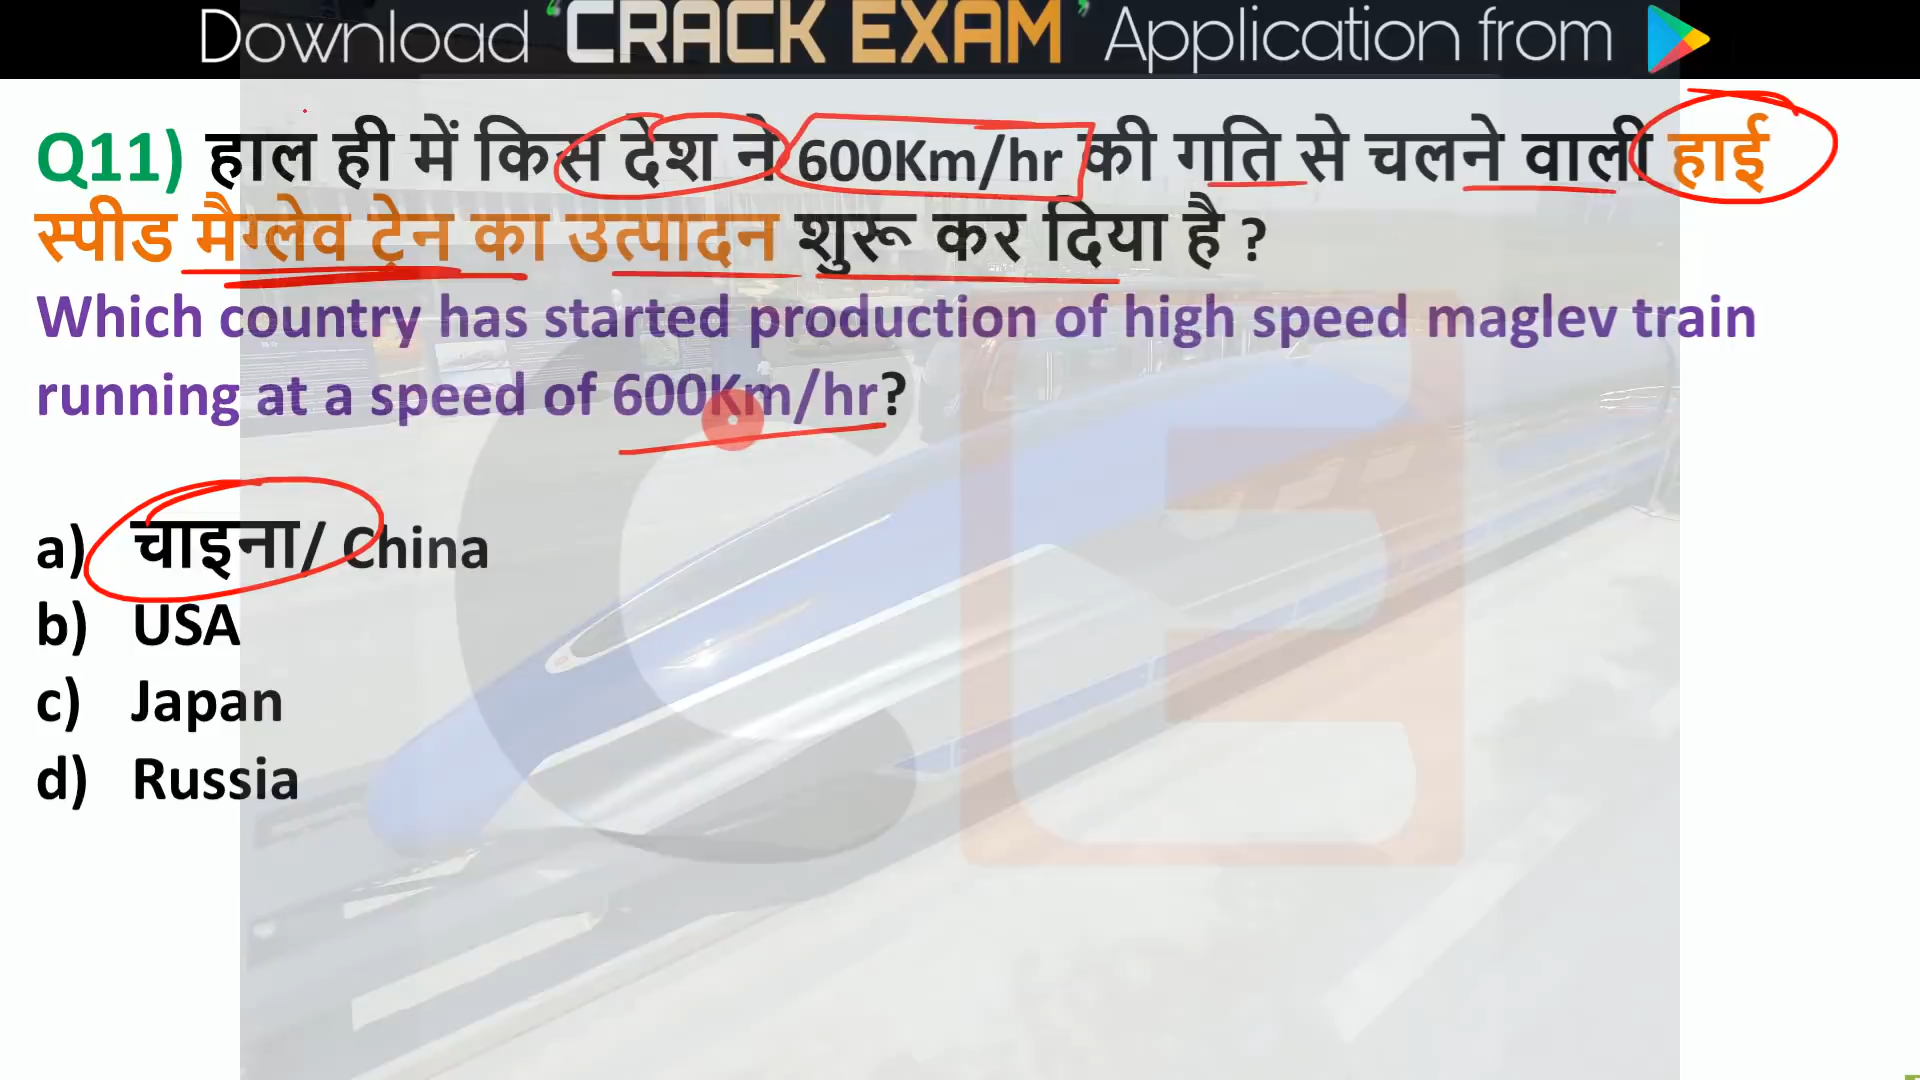 Download “CRACK EXAM” Application from
Q11) हाल ही में किस देश ने 600Km/hr की गति से चलने वाली हाई
स्पीड मैग्लेव ट्रेन का उत्पादन शुरू कर दिया है ?
Which country has started production of high speed maglev train
running at a speed of 600Km/hr?
a) चाइना/ China
b) USA
c) Japan
d) Russia